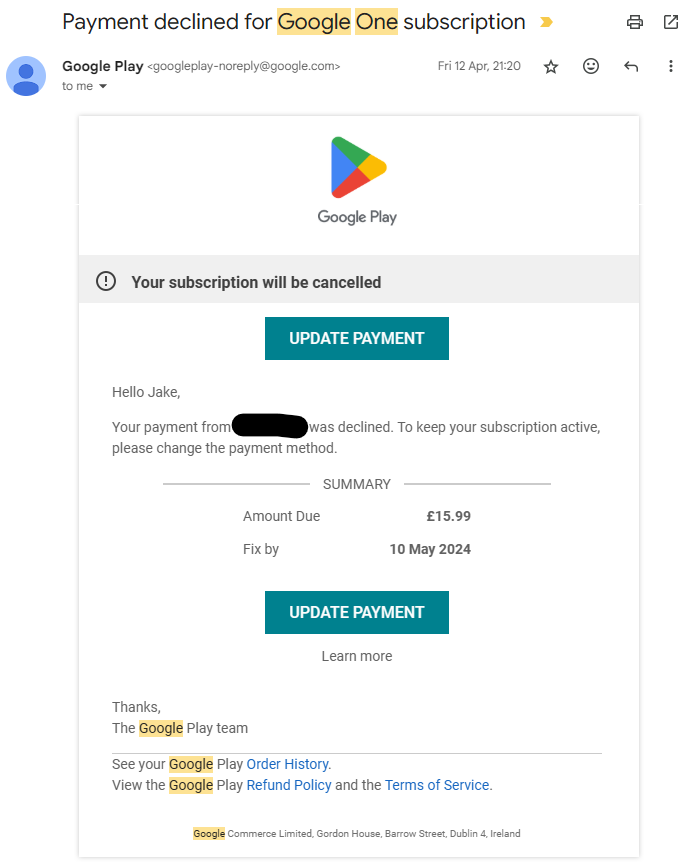 Payment declined for Google One subscription
Google Play <googleplay-noreply@google.com>
Fri 12 Apr, 21:20
to me
Google Play
Your subscription will be cancelled
UPDATE PAYMENT
Hello Jake,
Your payment from was declined. To keep your subscription active,
please change the payment method.
SUMMARY
Amount Due £15.99
Fix by 10 May 2024
UPDATE PAYMENT
Learn more
Thanks,
The Google Play team
See your Google Play Order History.
View the Google Play Refund Policy and the Terms of Service.
Google Commerce Limited, Gordon House, Barrow Street, Dublin 4, Ireland